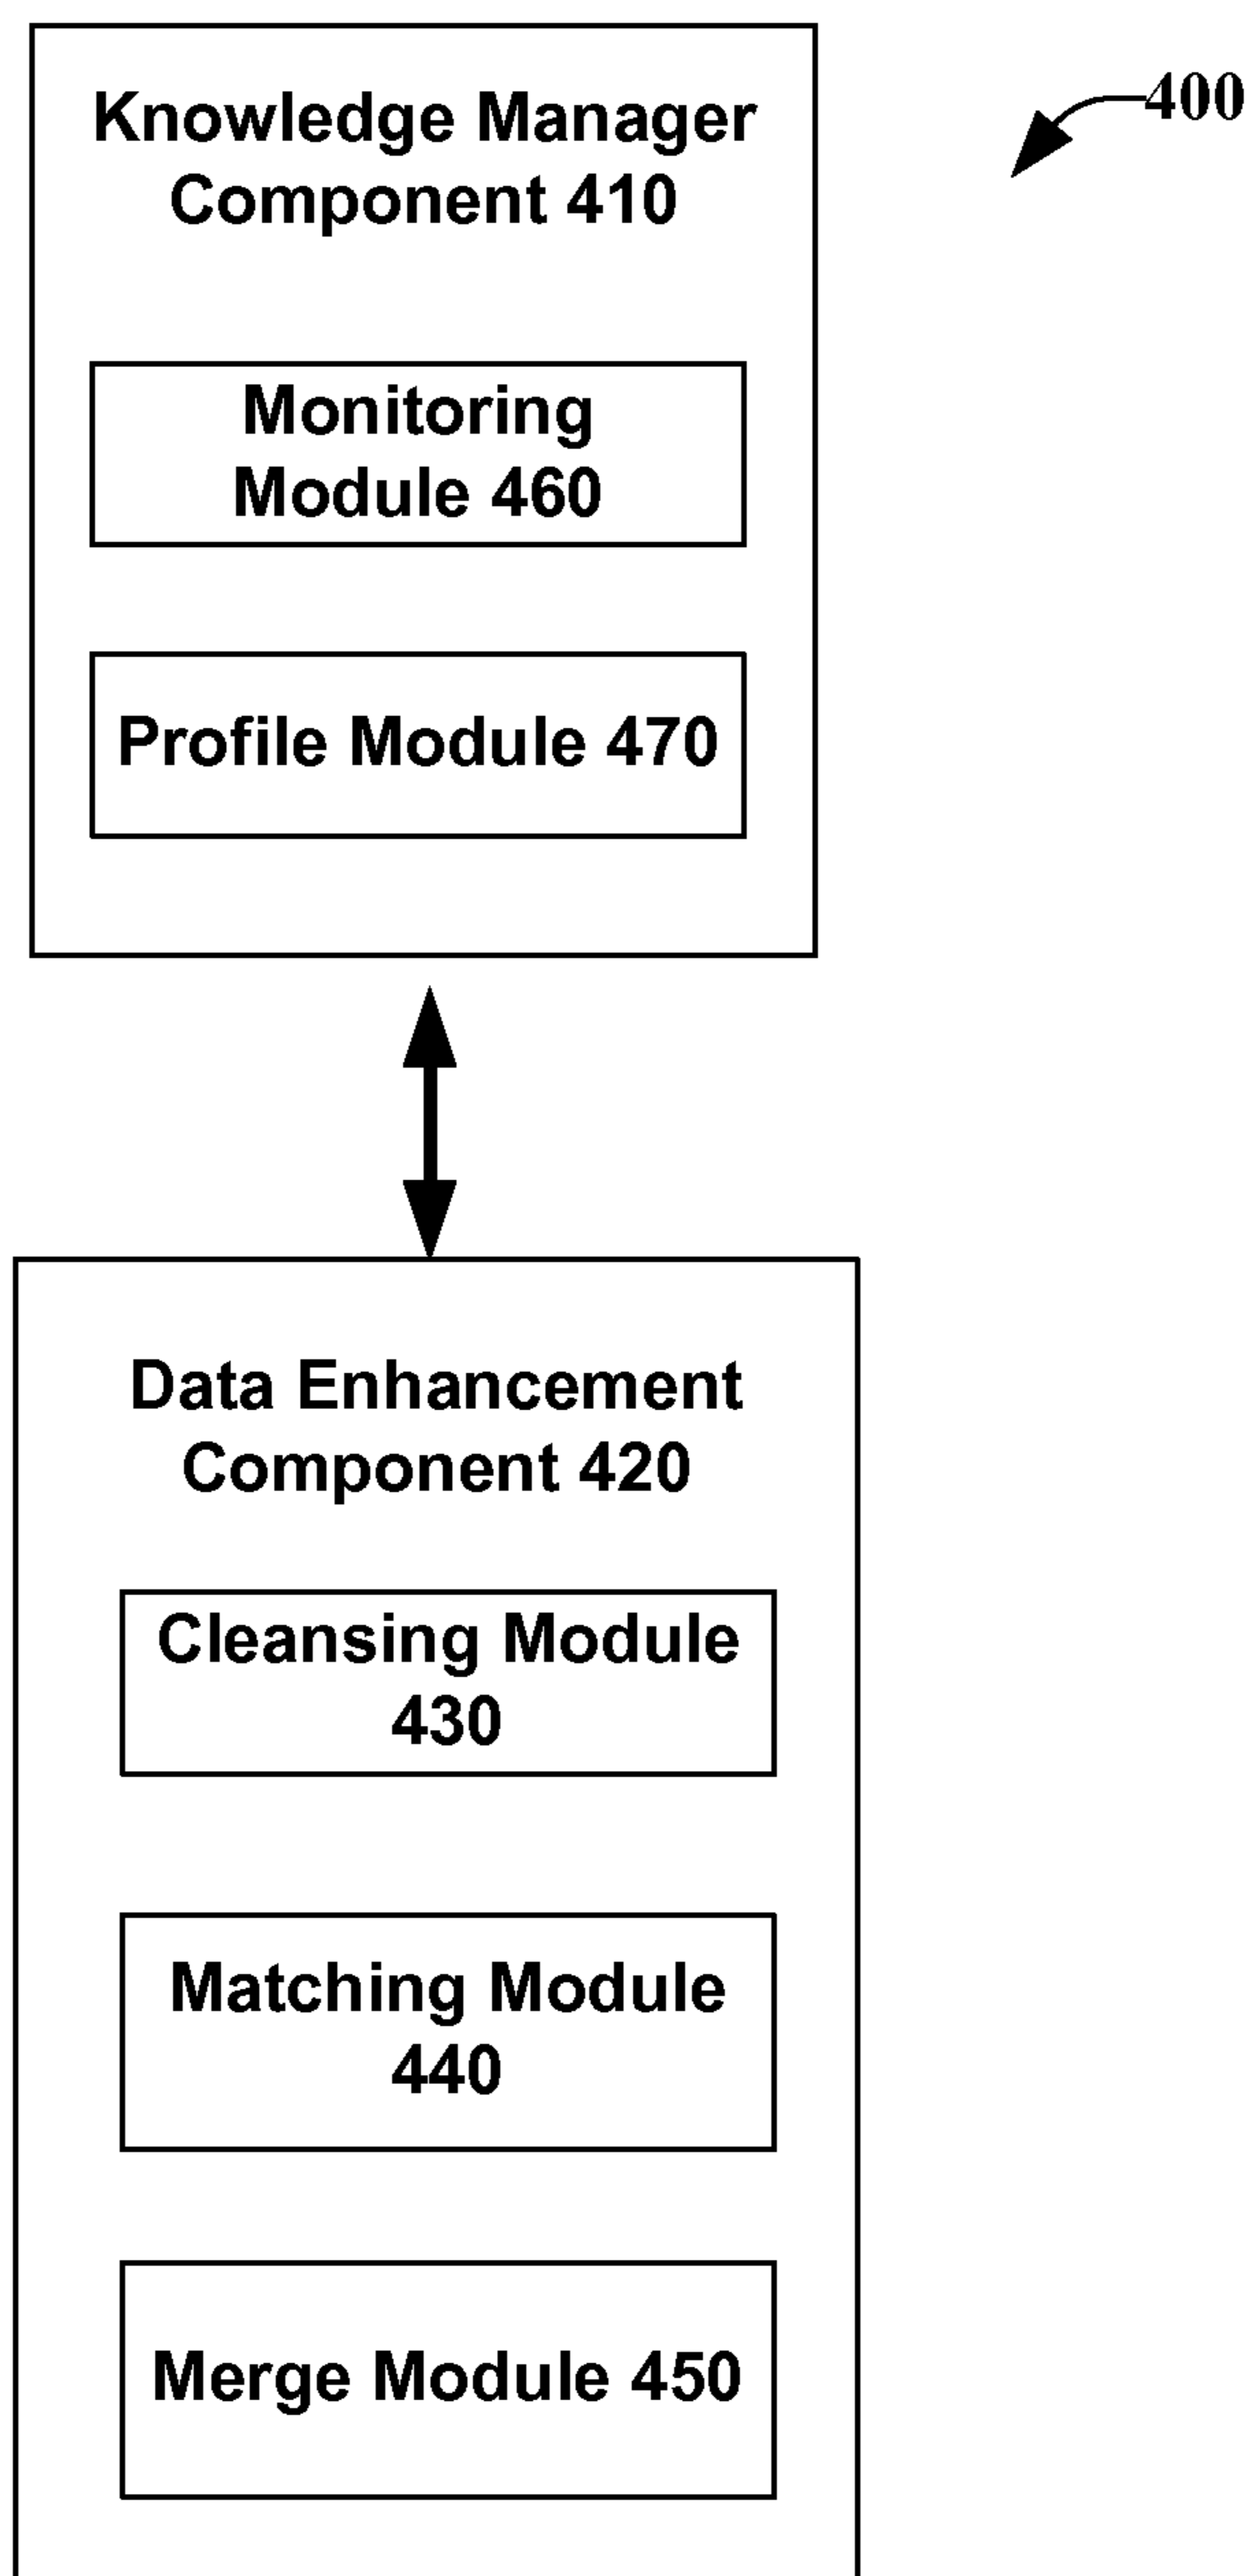 Knowledge Manager
Component 410
400
Monitoring
Module 460
Profile Module 470
Data Enhancement
Component 420
Cleansing Module
430
Matching Module
440
Merge Module 450